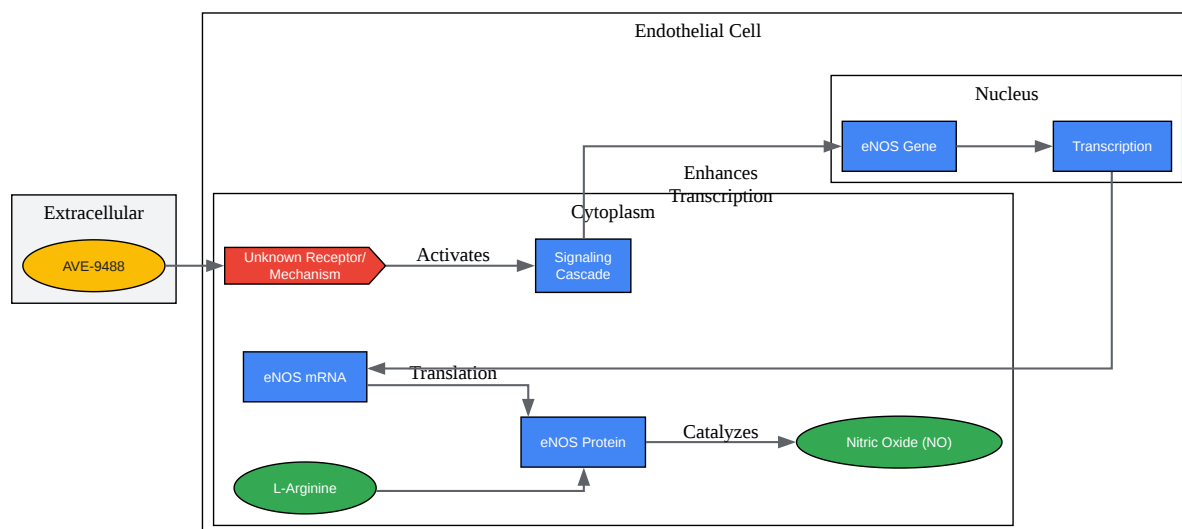 Endothelial Cell
Nucleus
eNOS Gene
Transcription
Enhances
Transcription
Extracellular
Cytoplasm
AVE-9488
Unknown Receptor/
Mechanism
Activates
Signaling
Cascade
eNOS mRNA
Translation
eNOS Protein
Catalyzes
Nitric Oxide (NO)
L-Arginine